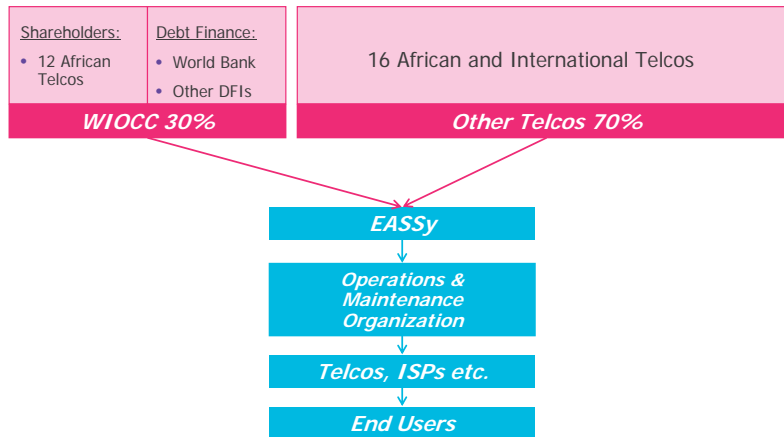 Shareholders:
• 12 African
Telcos
Debt Finance:
• World Bank
• Other DFIs
16 African and International Telcos
WIOCC 30%
Other Telcos 70%
EASSy
Operations &
Maintenance
Organization
Telcos, ISPs etc.
End Users